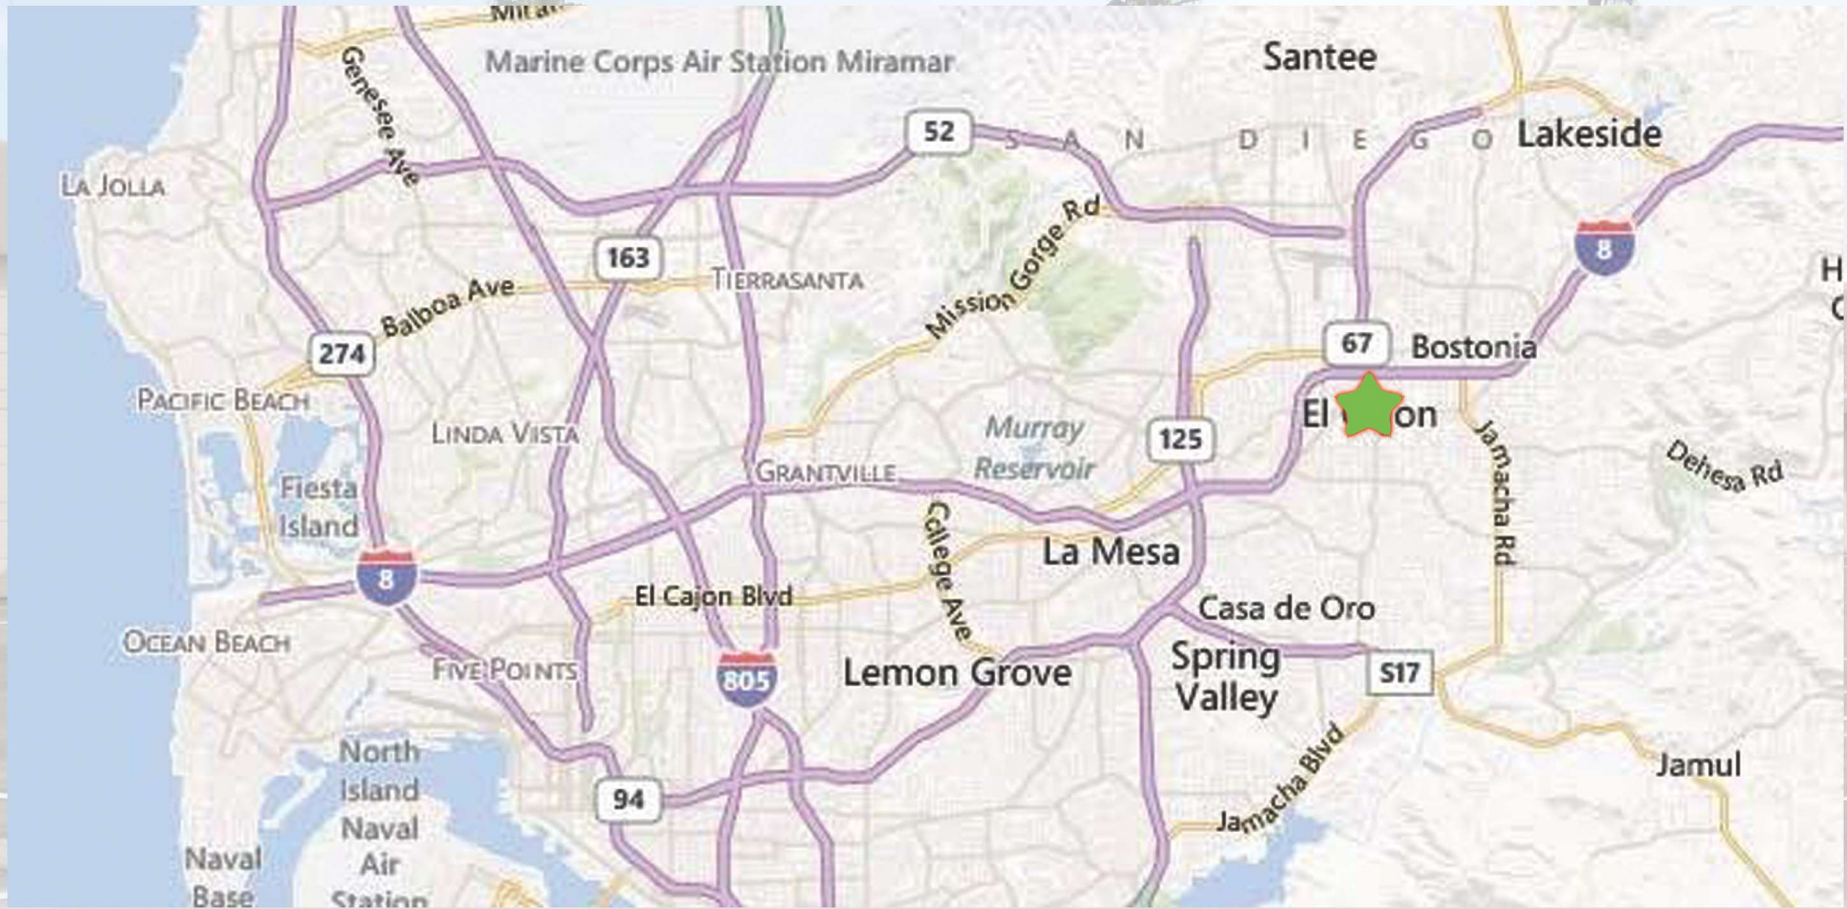 Marine Corps Air Station Miramar
Santee
Genesee Ave
52
SAN DIEGO
Lakeside
LA JOLLA
Mission Gorge Rd
8
163
TIERRASANTA
Balboa Ave
274
67
Bostonia
PACIFIC BEACH
El on
LINDA VISTA
Murray
Reservoir
125
Jamacha Rd
Dehesa Rd
GRANTVILLE
Fiesta
Island
College Ave
8
La Mesa
El Cajon Blvd
Casa de Oro
OCEAN BEACH
FIVE POINTS
805
Lemon Grove
Spring
Valley
S17
North
Island
Naval
Air
Station
Jamul
Jamacha Blvd
94
Naval
Base